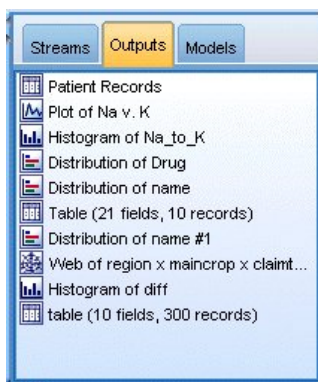 Streams Outputs Models
Patient Records
Plot of Na v. K
Histogram of Na_to_K
Distribution of Drug
Distribution of name
Table (21 fields, 10 records)
Distribution of name #1
Web of region x maincrop x claimt...
Histogram of diff
table (10 fields, 300 records)